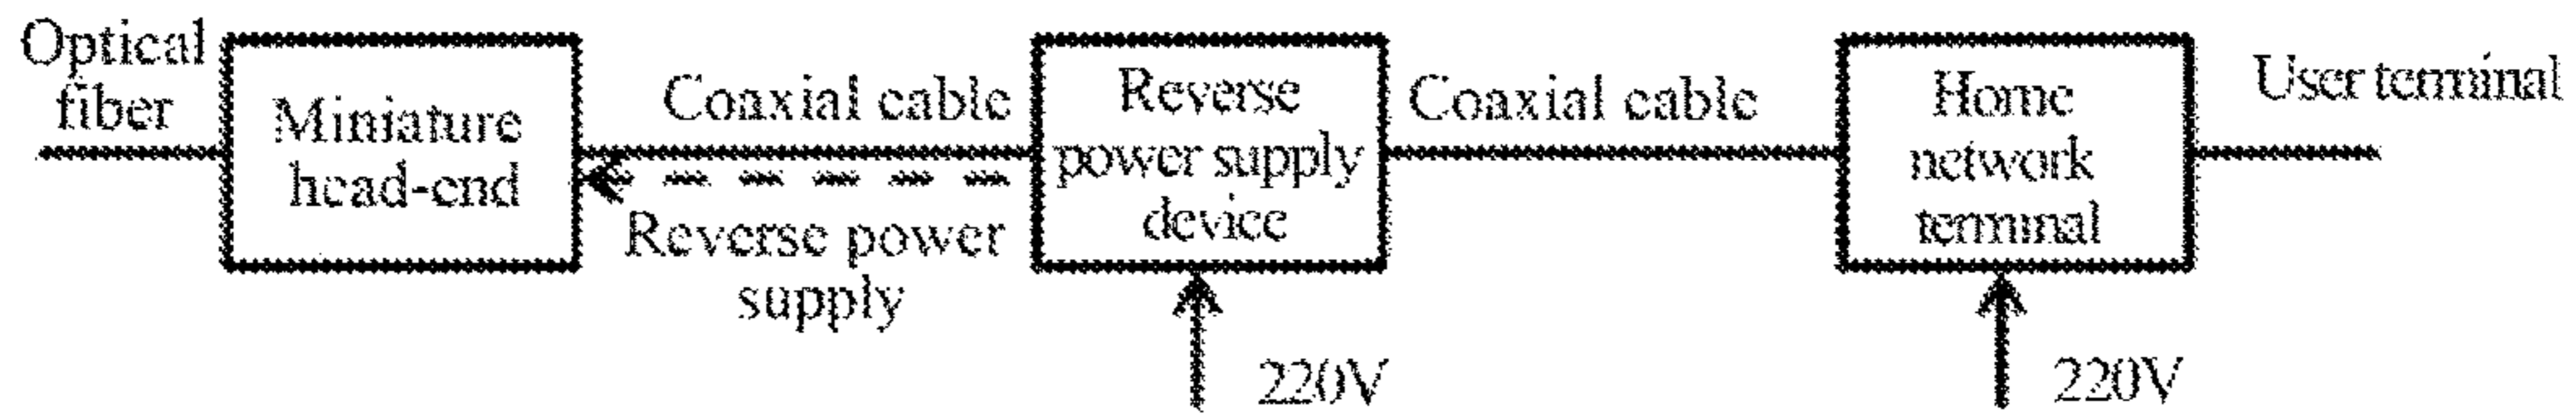 Optical
fiber
Miniature
head-end
Coaxial cable
Reverse power
supply
Reverse
power supply
device
220V
Coaxial cable
Home
network
terminal
220V
User terminal